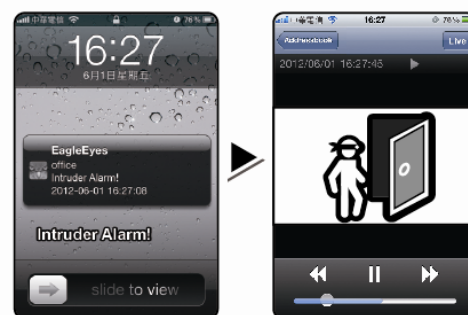 中華電信
76%
16:27
6月1日星期五
EagleEyes
office
Intruder Alarm!
2012-06-01 16:27:08
Intruder Alarm!
slide to view
中華電信
16:27
76%
Addressbook
Live
2012/06/01 16:27:45